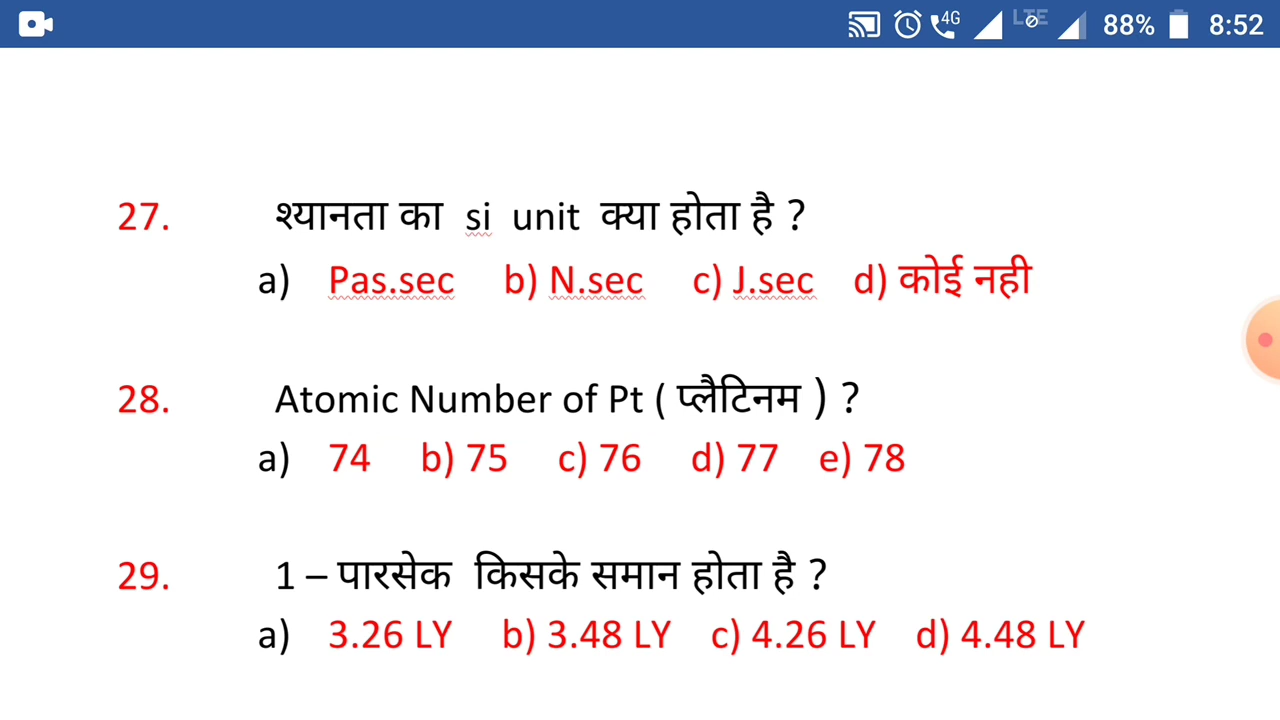 4G LTE 88% 8:52
27. श्यानता का si unit क्या होता है ?
a) Pas.sec b) N.sec c) J.sec d) कोई नही
28. Atomic Number of Pt ( प्लैटिनम ) ?
a) 74 b) 75 c) 76 d) 77 e) 78
29. 1 – पारसेक किसके समान होता है ?
a) 3.26 LY b) 3.48 LY c) 4.26 LY d) 4.48 LY